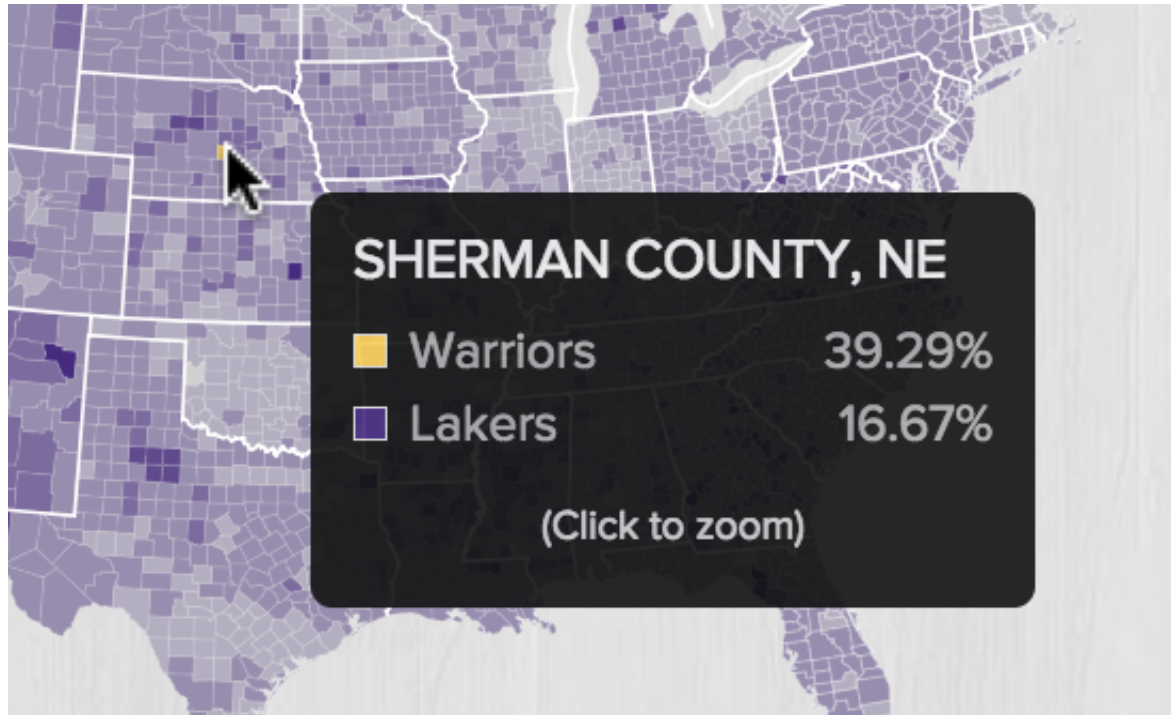 SHERMAN COUNTY, NE
Warriors 39.29%
Lakers 16.67%
(Click to zoom)